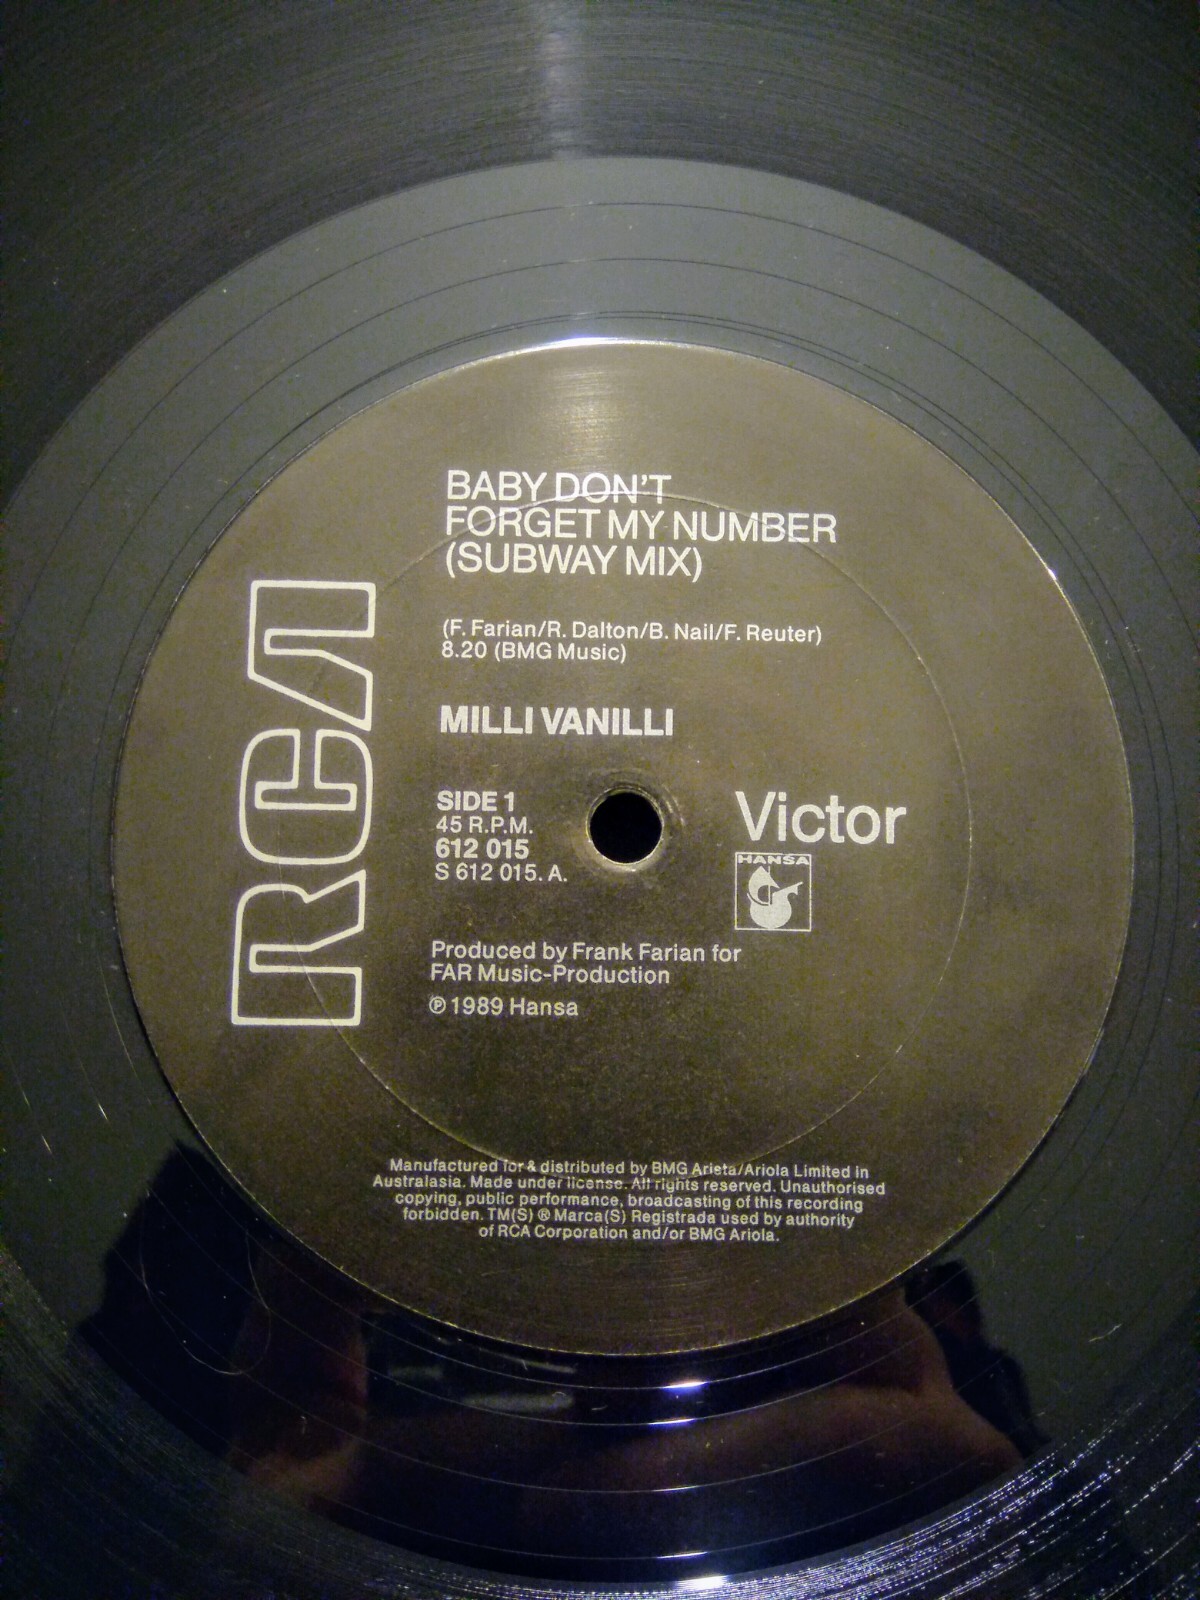 BABY DON'T
FORGET MY NUMBER
(SUBWAY MIX)
(F. Farian/R. Dalton/B. Nail/F. Reuter)
8.20 (BMG Music)
MILLI VANILLI
RCA
SIDE 1
45 R.P.M.
612 015
S 612 015. A.
Victor
HANSA
Produced by Frank Farian for
FAR Music-Production
℗ 1989 Hansa
Manufactured for & distributed by BMG Arista/Ariola Limited in
Australasia. Made under license. All rights reserved. Unauthorised
copying, public performance, broadcasting of this recording
forbidden. TM(S) ® Marca(S) Registrada used by authority
of RCA Corporation and/or BMG Ariola.